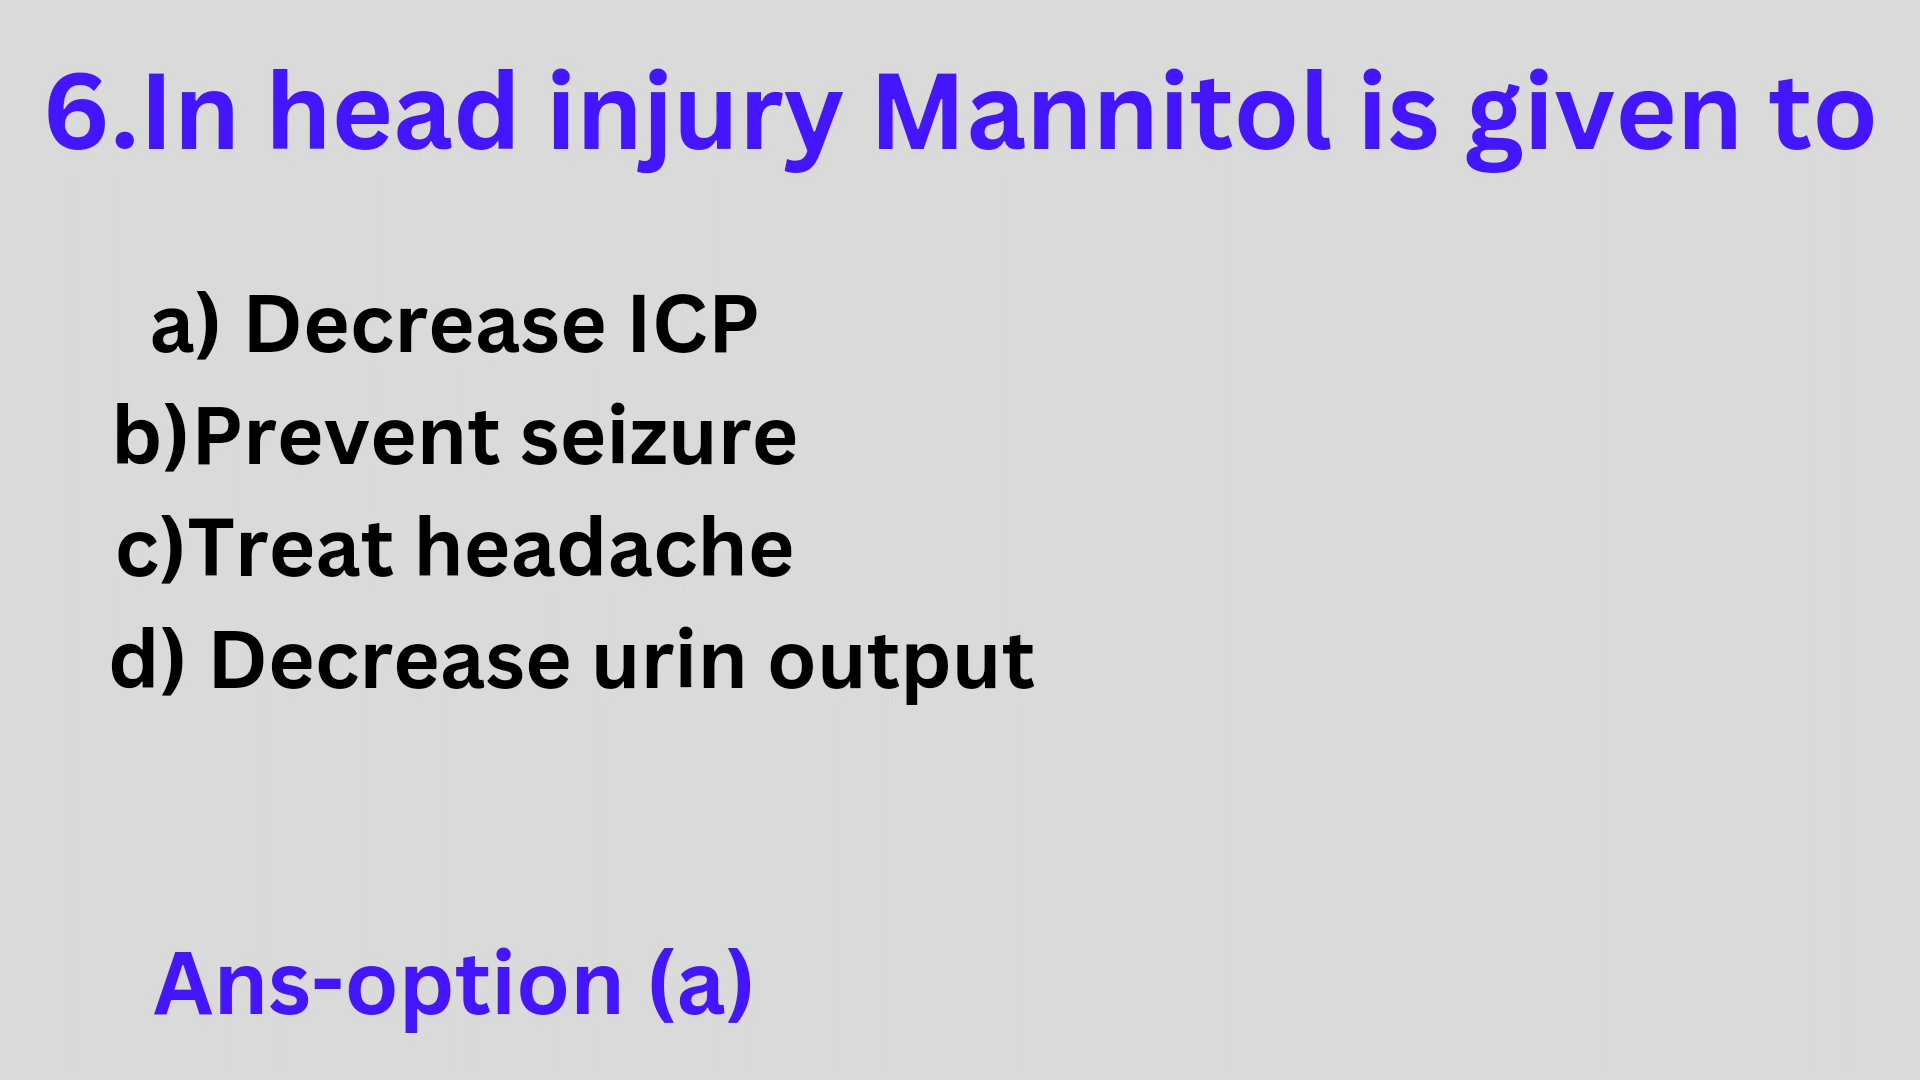 6.In head injury Mannitol is given to
a) Decrease ICP
b)Prevent seizure
c)Treat headache
d) Decrease urin output
Ans-option (a)